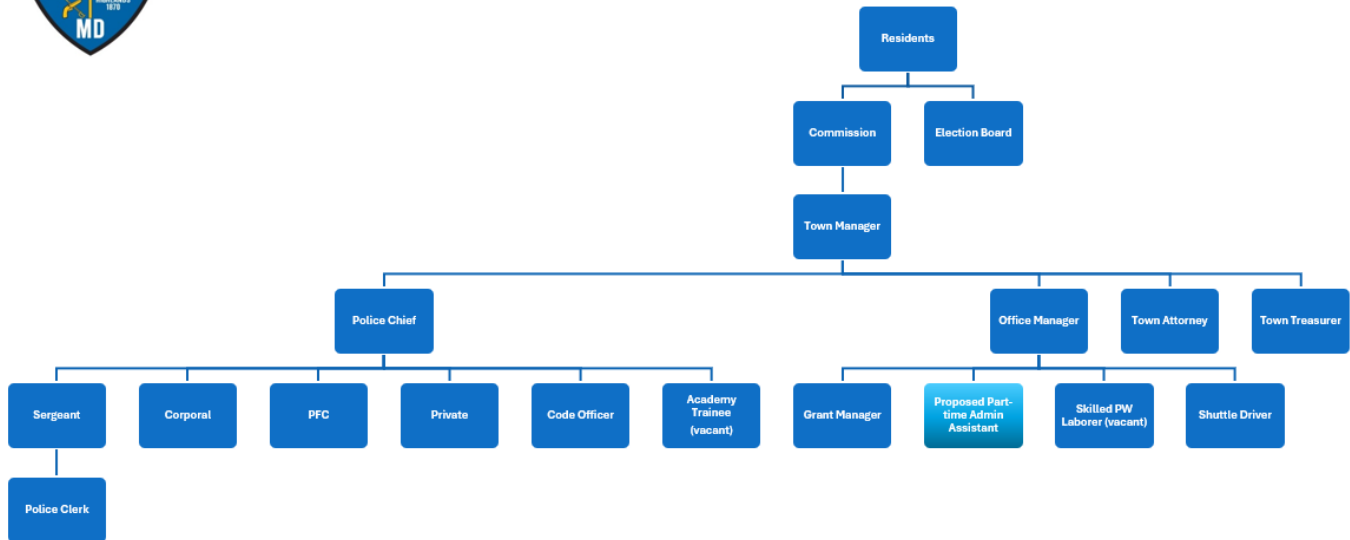 HIGHLANDS
1870
MD
Residents
Commission
Election Board
Town Manager
Police Chief
Office Manager
Town Attorney
Town Treasurer
Sergeant
Corporal
PFC
Private
Code Officer
Academy
Trainee
(vacant)
Grant Manager
Proposed Part-
time Admin
Assistant
Skilled PW
Laborer (vacant)
Shuttle Driver
Police Clerk